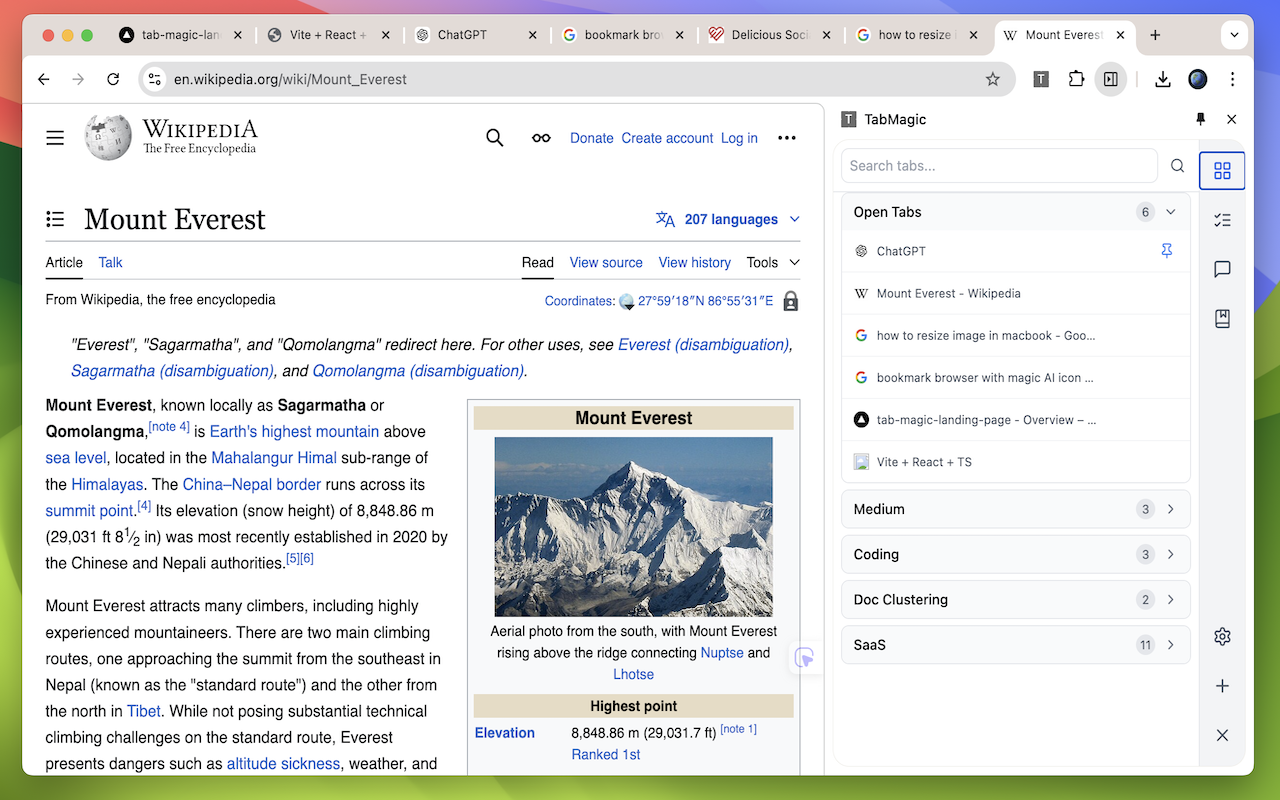 tab-magic-lan
Vite + React +
ChatGPT
bookmark brow
Delicious Soci
how to resize i
Mount Everest
en.wikipedia.org/wiki/Mount_Everest
WIKIPEDIA
The Free Encyclopedia
Donate Create account Log in
Mount Everest
207 languages
Article Talk
Read View source View history Tools
From Wikipedia, the free encyclopedia
Coordinates: 27°59′18″N 86°55′31″E
"Everest", "Sagarmatha", and "Qomolangma" redirect here. For other uses, see Everest (disambiguation),
Sagarmatha (disambiguation), and Qomolangma (disambiguation).
Mount Everest, known locally as Sagarmatha or
Qomolangma,[note 4] is Earth's highest mountain above
sea level, located in the Mahalangur Himal sub-range of
the Himalayas. The China–Nepal border runs across its
summit point.[4] Its elevation (snow height) of 8,848.86 m
(29,031 ft 8 1⁄2 in) was most recently established in 2020 by
the Chinese and Nepali authorities.[5][6]
Mount Everest attracts many climbers, including highly
experienced mountaineers. There are two main climbing
routes, one approaching the summit from the southeast in
Nepal (known as the "standard route") and the other from
the north in Tibet. While not posing substantial technical
climbing challenges on the standard route, Everest
presents dangers such as altitude sickness, weather, and
Mount Everest
Aerial photo from the south, with Mount Everest
rising above the ridge connecting Nuptse and
Lhotse
Highest point
Elevation 8,848.86 m (29,031.7 ft) [note 1]
Ranked 1st
T TabMagic
Search tabs...
Open Tabs 6
ChatGPT
Mount Everest - Wikipedia
how to resize image in macbook - Goo...
bookmark browser with magic AI icon ...
tab-magic-landing-page - Overview – ...
Vite + React + TS
Medium 3
Coding 3
Doc Clustering 2
SaaS 11